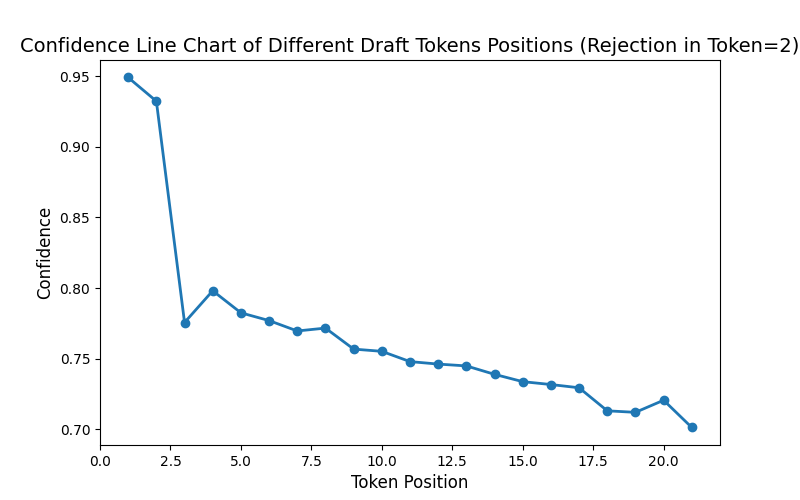 Confidence Line Chart of Different Draft Tokens Positions (Rejection in Token=2)
0.95
0.90
0.85
0.80
0.75
0.70
Confidence
0.0 2.5 5.0 7.5 10.0 12.5 15.0 17.5 20.0
Token Position